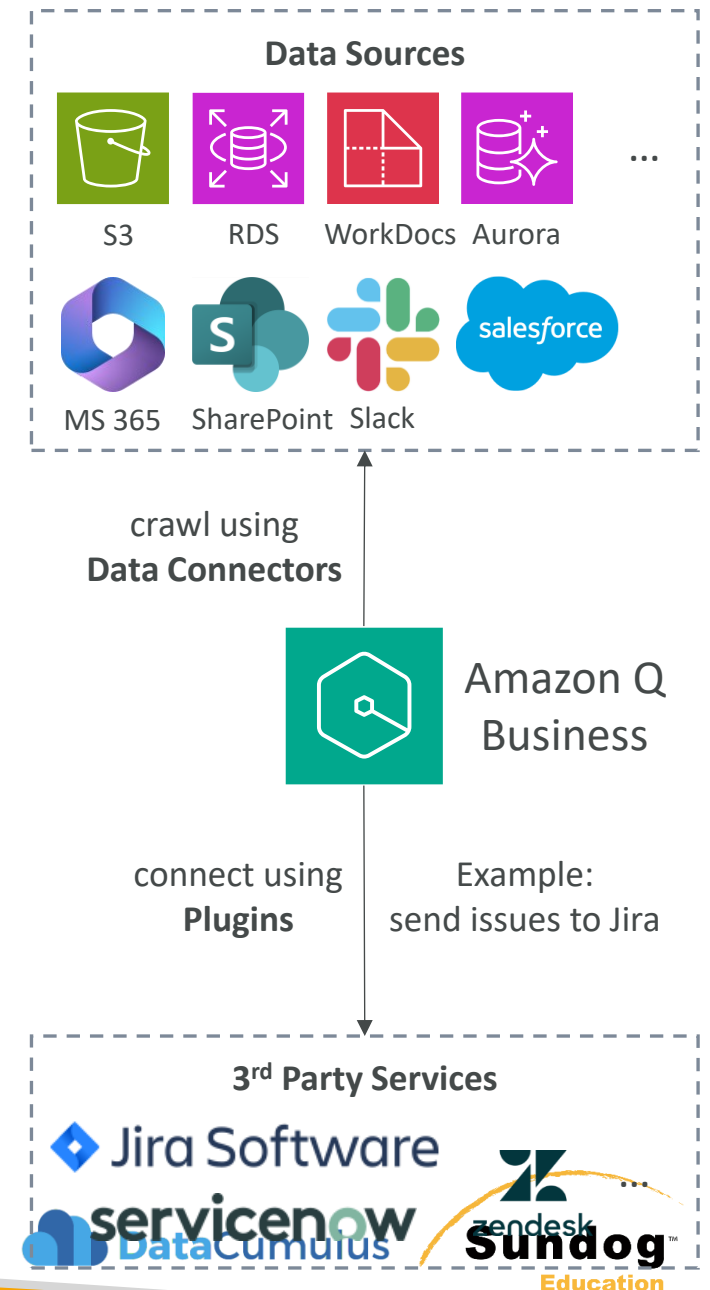 Data Sources
S3 RDS WorkDocs Aurora ...
S
salesforce
MS 365 SharePoint Slack
crawl using
Data Connectors
Amazon Q
Business
connect using
Plugins
Example:
send issues to Jira
3rd Party Services
Jira Software
...
servicenow
zendesk
DataCumulus
Sundog™
Education